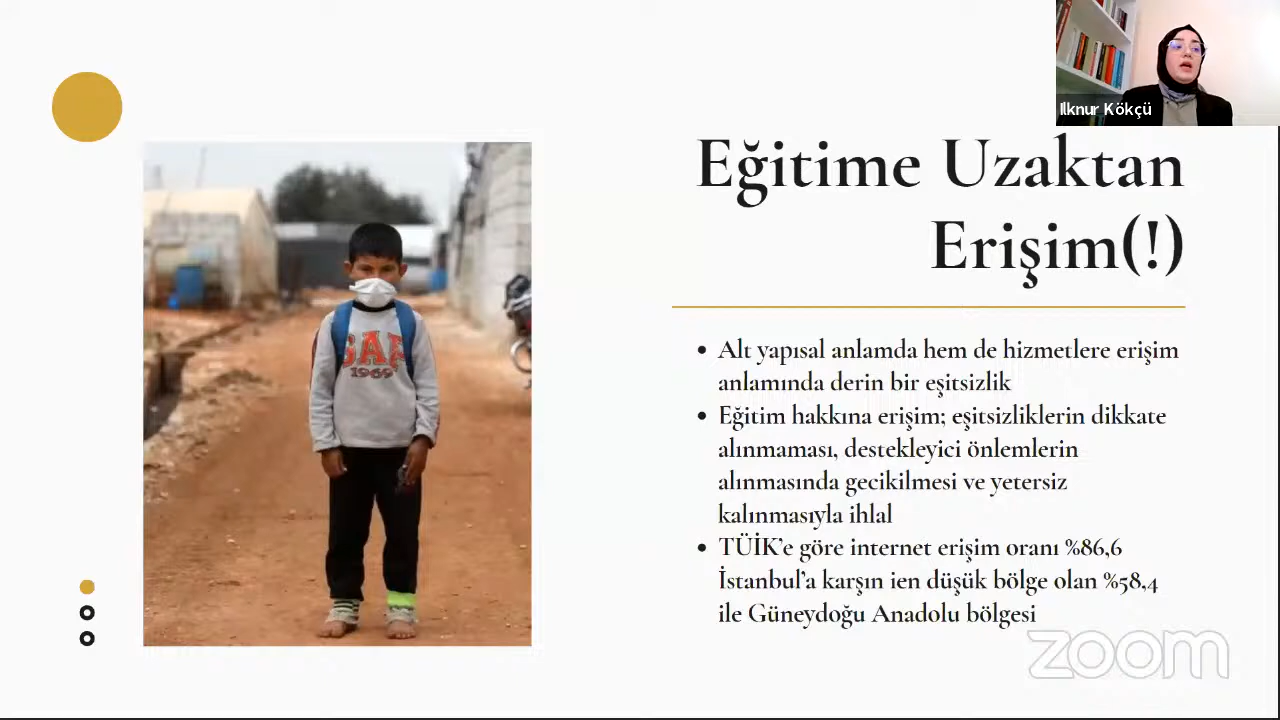 Ilknur Kökçü
Eğitime Uzaktan
Erişim(!)
GAP
1969
Alt yapısal anlamda hem de hizmetlere erişim
anlamında derin bir eşitsizlik
Eğitim hakkına erişim; eşitsizliklerin dikkate
alınmaması, destekleyici önlemlerin
alınmasında gecikilmesi ve yetersiz
kalınmasıyla ihlal
TÜİK’e göre internet erişim oranı %86,6
İstanbul’a karşın ien düşük bölge olan %58,4
ile Güneydoğu Anadolu bölgesi
zoom